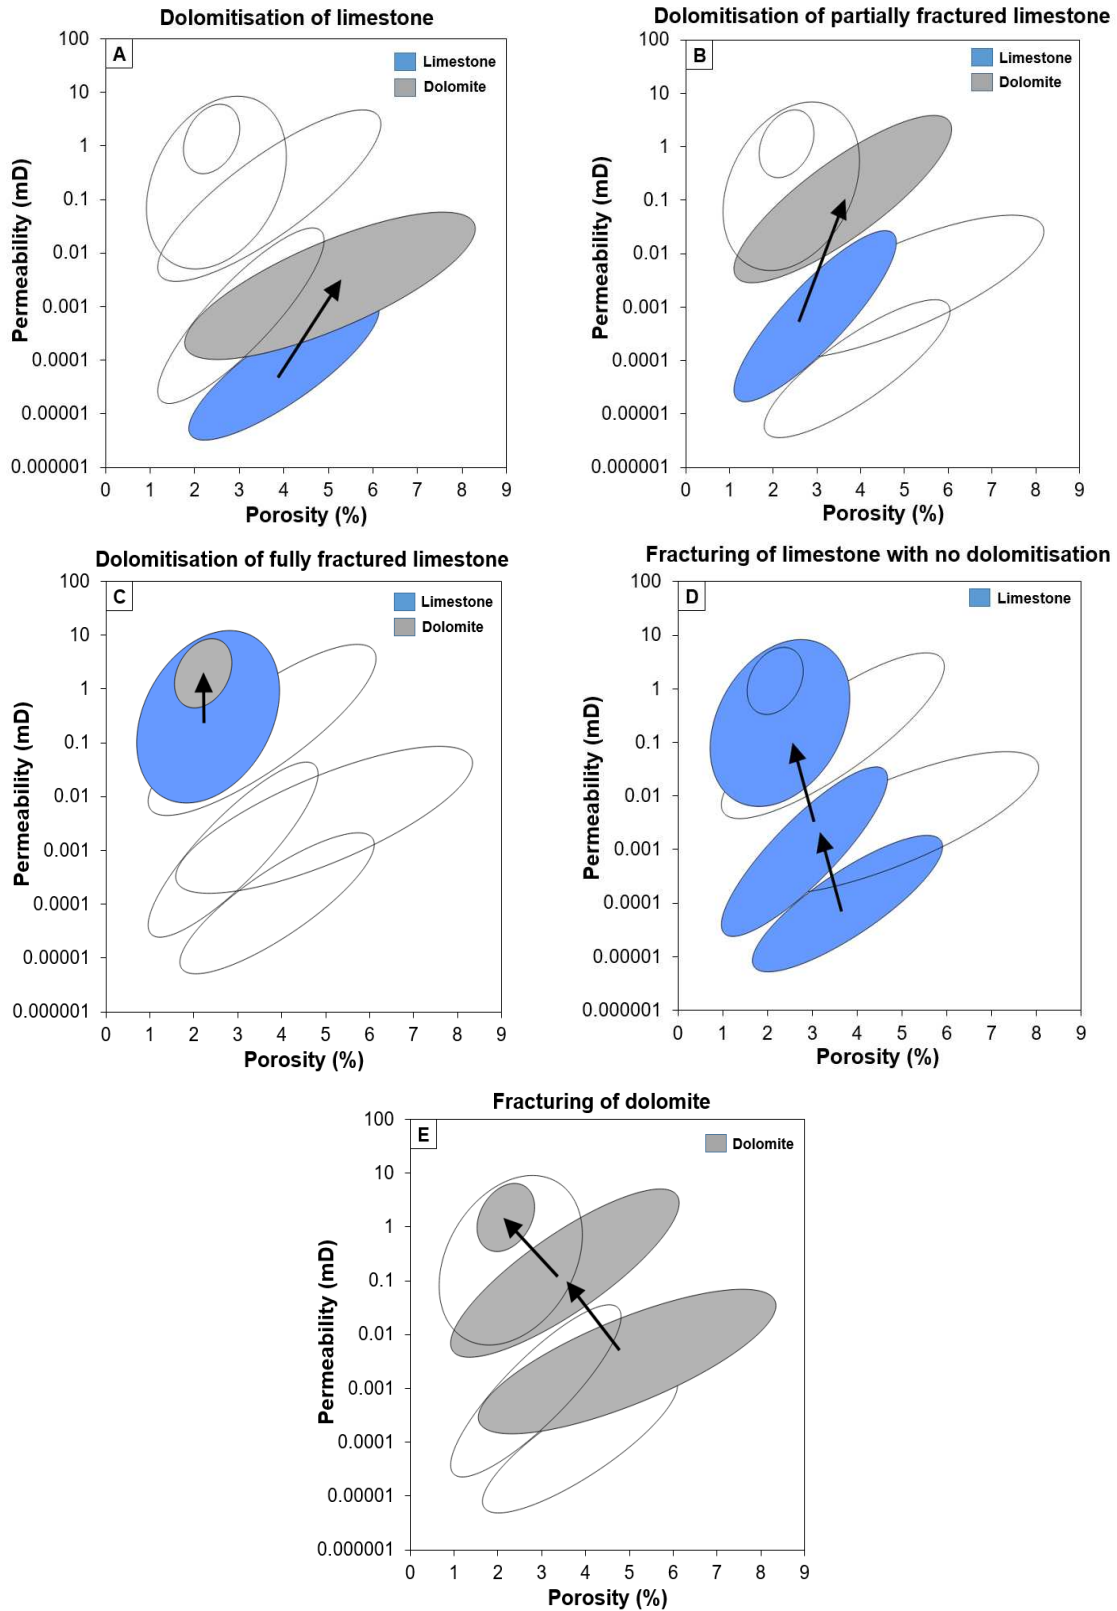 Dolomitisation of limestone
A
Limestone
Dolomite
100
10
1
0.1
0.01
0.001
0.0001
0.00001
0.000001
Permeability (mD)
0 1 2 3 4 5 6 7 8 9
Porosity (%)
Dolomitisation of partially fractured limestone
B
Limestone
Dolomite
100
10
1
0.1
0.01
0.001
0.0001
0.00001
0.000001
Permeability (mD)
0 1 2 3 4 5 6 7 8 9
Porosity (%)
Dolomitisation of fully fractured limestone
C
Limestone
Dolomite
100
10
1
0.1
0.01
0.001
0.0001
0.00001
0.000001
Permeability (mD)
0 1 2 3 4 5 6 7 8 9
Porosity (%)
Fracturing of limestone with no dolomitisation
D
Limestone
100
10
1
0.1
0.01
0.001
0.0001
0.00001
0.000001
Permeability (mD)
0 1 2 3 4 5 6 7 8 9
Porosity (%)
Fracturing of dolomite
E
Dolomite
100
10
1
0.1
0.01
0.001
0.0001
0.00001
0.000001
Permeability (mD)
0 1 2 3 4 5 6 7 8 9
Porosity (%)